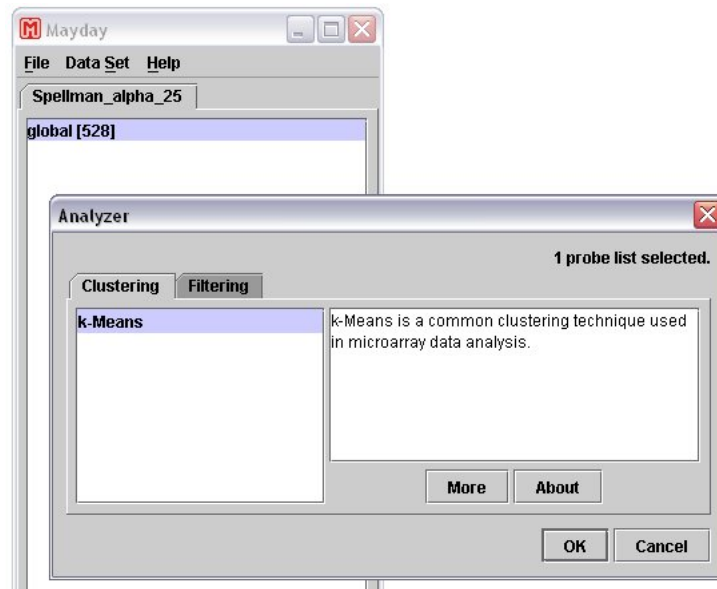 Mayday
File Data Set Help
Spellman_alpha_25
global [528]
Analyzer
1 probe list selected.
Clustering Filtering
k-Means
k-Means is a common clustering technique used
in microarray data analysis.
More About
OK Cancel